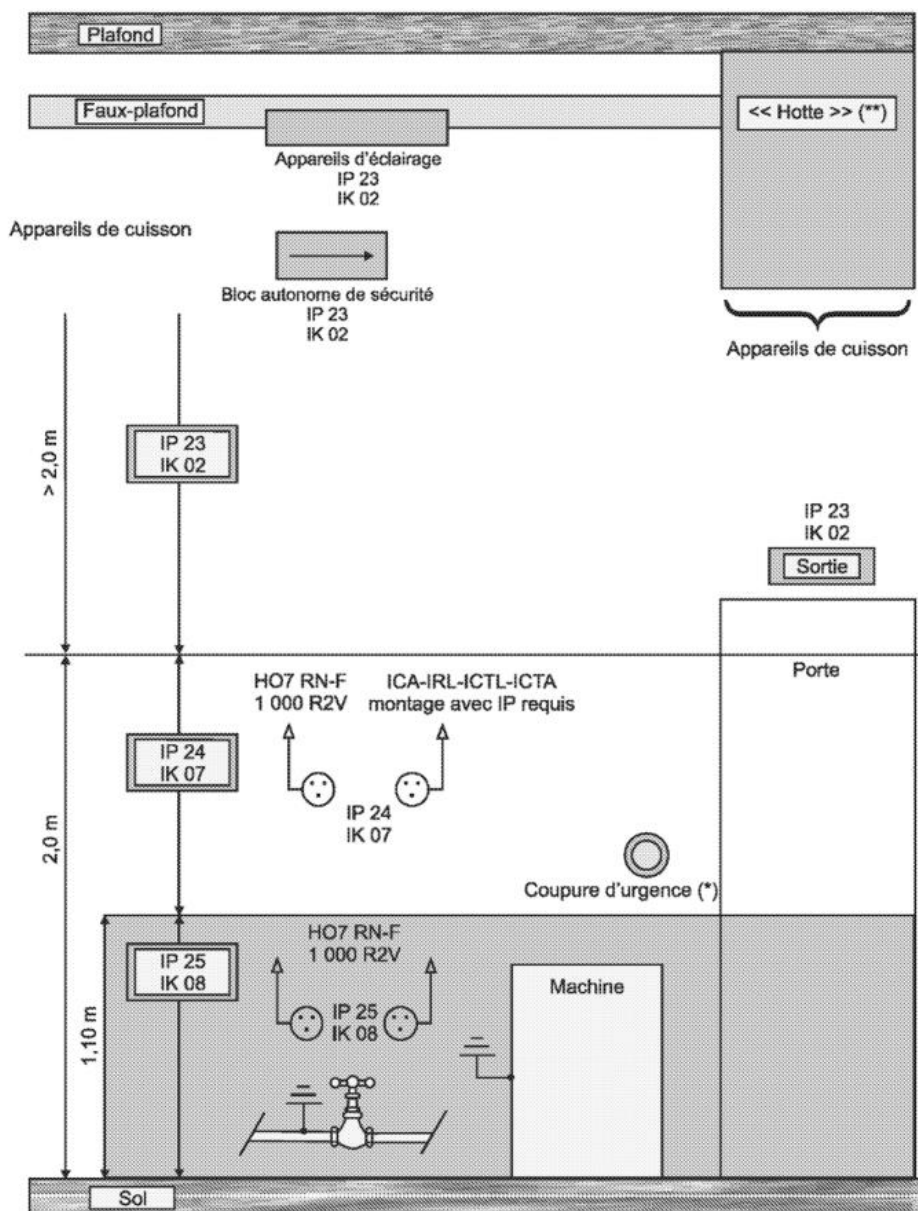 Plafond
Faux-plafond
<< Hotte >> (**)
Appareils d'éclairage
IP 23
IK 02
Appareils de cuisson
Bloc autonome de sécurité
IP 23
IK 02
Appareils de cuisson
> 2,0 m
IP 23
IK 02
IP 23
IK 02
Sortie
Porte
HO7 RN-F
1 000 R2V
ICA-IRL-ICTL-ICTA
montage avec IP requis
IP 24
IK 07
IP 24
IK 07
2,0 m
Coupure d'urgence (*)
HO7 RN-F
1 000 R2V
IP 25
IK 08
IP 25
IK 08
Machine
1,10 m
Sol